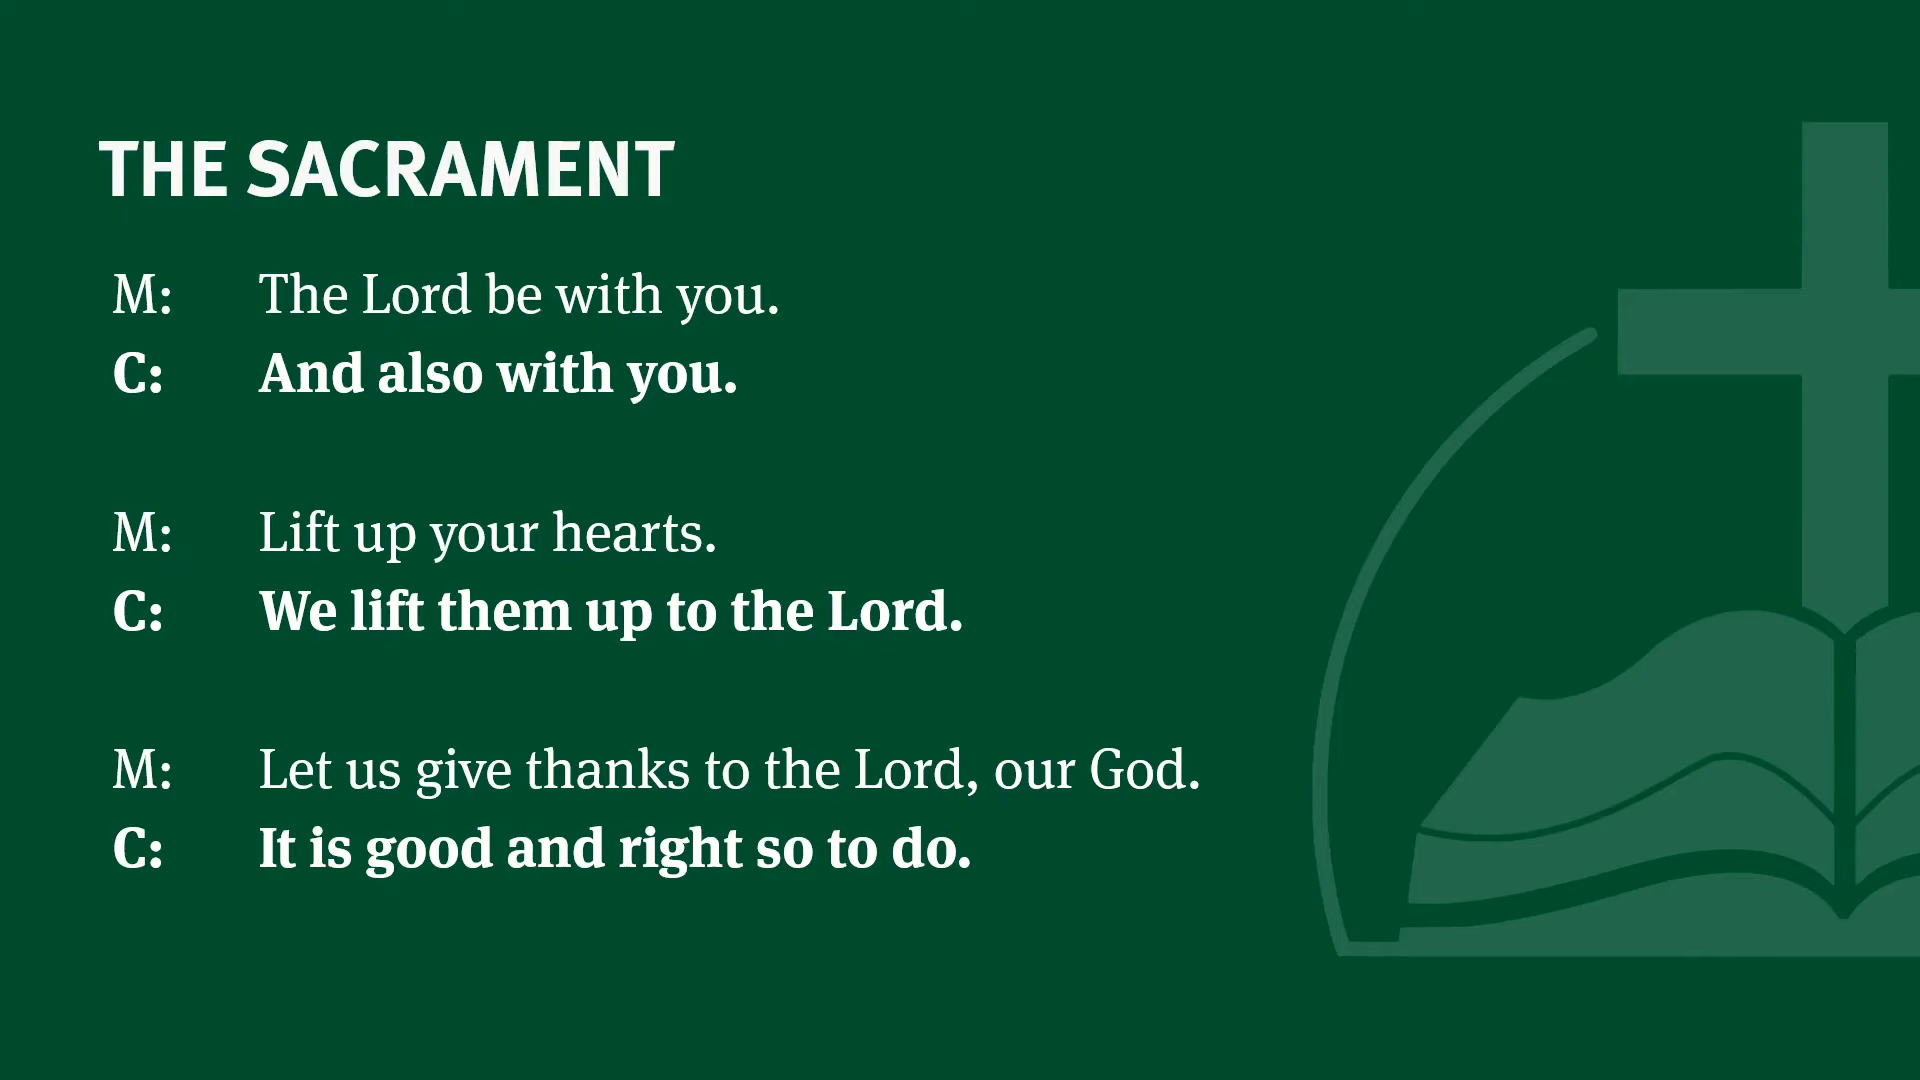 THE SACRAMENT
M: The Lord be with you.
C: And also with you.
M: Lift up your hearts.
C: We lift them up to the Lord.
M: Let us give thanks to the Lord, our God.
C: It is good and right so to do.